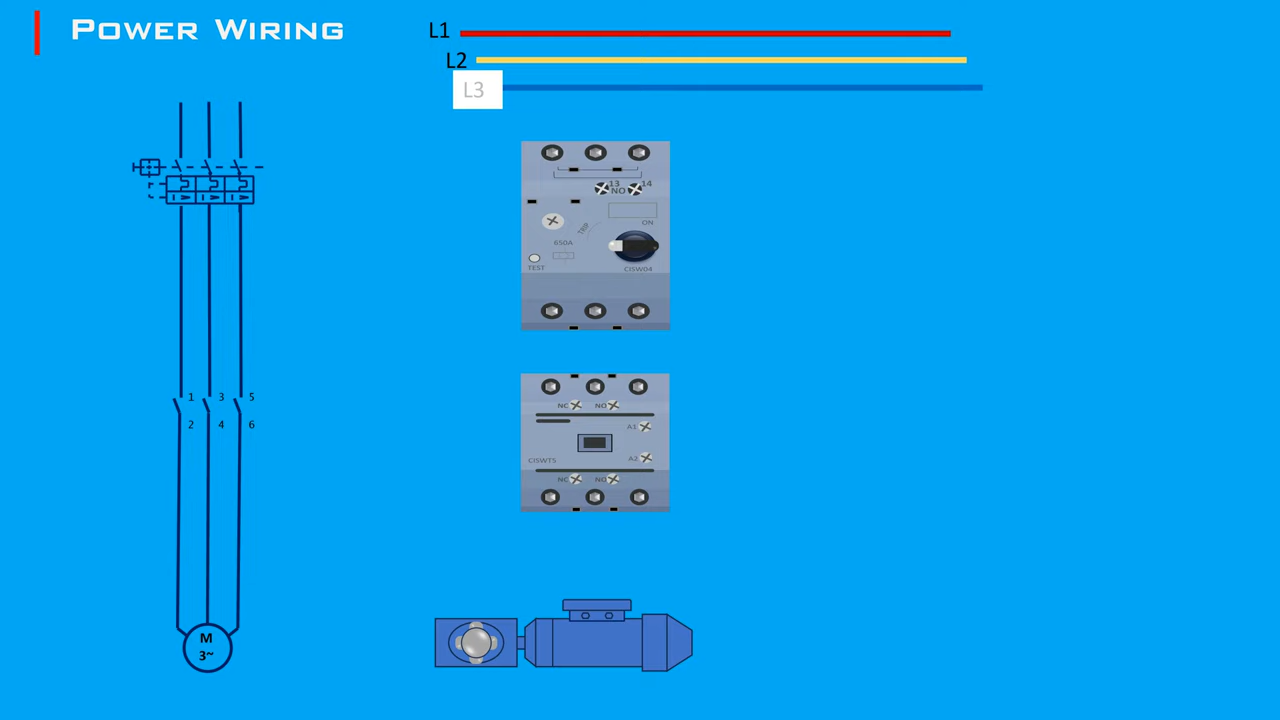 POWER WIRING
L1
L2
L3
13 14
NO
ON
TRIP
650A
TEST
CISW04
1 3 5
2 4 6
NC NO
A1
A2
CISWTS
NC NO
M
3~